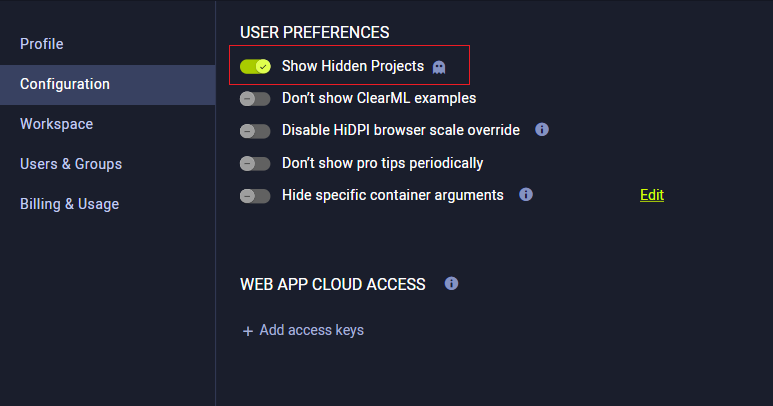 Profile
Configuration
Workspace
Users & Groups
Billing & Usage
USER PREFERENCES
Show Hidden Projects
Don't show ClearML examples
Disable HiDPI browser scale override
Don't show pro tips periodically
Hide specific container arguments
Edit
WEB APP CLOUD ACCESS
+ Add access keys